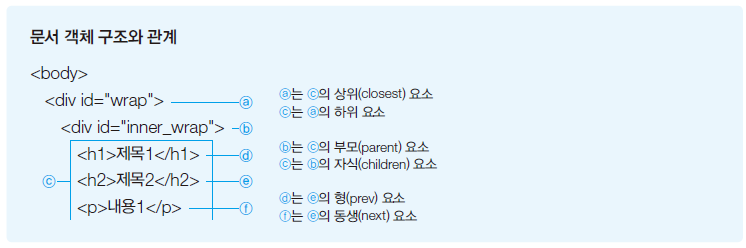 문서 객체 구조와 관계
<body>
<div id="wrap"> ⓐ
ⓐ는 ⓒ의 상위(closest) 요소
ⓒ는 ⓐ의 하위 요소
<div id="inner_wrap"> ⓑ
ⓑ는 ⓒ의 부모(parent) 요소
ⓒ는 ⓑ의 자식(children) 요소
<h1>제목1</h1> ⓓ
ⓒ <h2>제목2</h2> ⓔ
<p>내용1</p> ⓕ
ⓓ는 ⓔ의 형(prev) 요소
ⓕ는 ⓔ의 동생(next) 요소